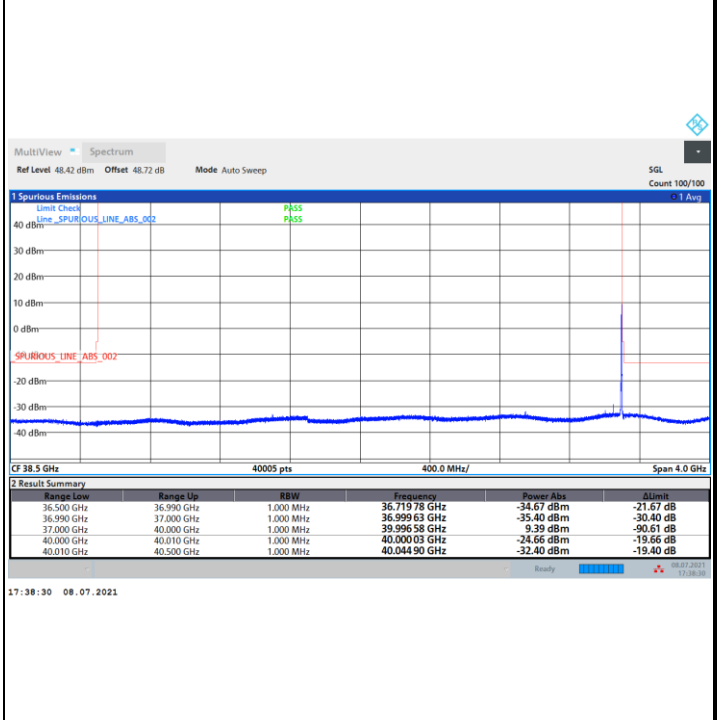 MultiView Spectrum
Ref Level 48.42 dBm Offset 48.72 dB Mode Auto Sweep SGL
Count 100/100
1 Spurious Emissions 1 Avg
Limit Check PASS
Line _SPURIOUS_LINE_ABS_002 PASS
40 dBm
30 dBm
20 dBm
10 dBm
0 dBm
_SPURIOUS_LINE_ABS_002
-20 dBm
-30 dBm
-40 dBm
CF 38.5 GHz 40005 pts 400.0 MHz/ Span 4.0 GHz
2 Result Summary
Range Low Range Up RBW Frequency Power Abs ΔLimit
36.500 GHz 36.990 GHz 1.000 MHz 36.719 78 GHz -34.67 dBm -21.67 dB
36.990 GHz 37.000 GHz 1.000 MHz 36.999 63 GHz -35.40 dBm -30.40 dB
37.000 GHz 40.000 GHz 1.000 MHz 39.996 58 GHz 9.39 dBm -90.61 dB
40.000 GHz 40.010 GHz 1.000 MHz 40.000 03 GHz -24.66 dBm -19.66 dB
40.010 GHz 40.500 GHz 1.000 MHz 40.044 90 GHz -32.40 dBm -19.40 dB
Ready 08.07.2021
17:38:30
17:38:30 08.07.2021